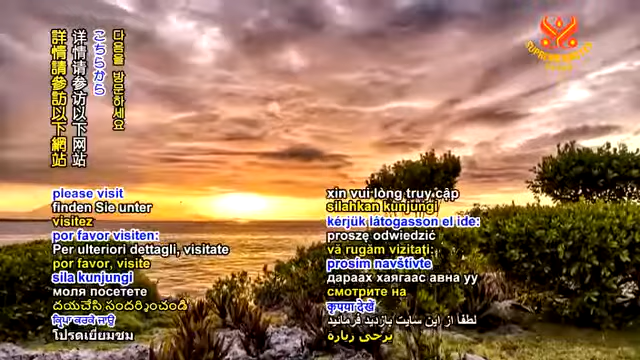 다음을 방문하세요
こちらから
详情请参访以下网站
詳情請參訪以下網站
please visit
finden Sie unter
visitez
por favor visiten:
Per ulteriori dettagli, visitate
por favor, visite
sila kunjungi
моля посетете
దయచేసి సందర్శించండి
ਕ੍ਰਿਪਾ ਕਰਕੇ ਜਾਓ
โปรดเยี่ยมชม
xin vui lòng truy cập
silahkan kunjungi
kérjük látogasson el ide:
proszę odwiedzić
vă rugăm vizitați:
prosím navštivte
дараах хаягаас авна уу
смотрите на
कृपया देखें
لطفا از این سایت بازدید فرمائید
يرجى زيارة
SUPREME MASTER